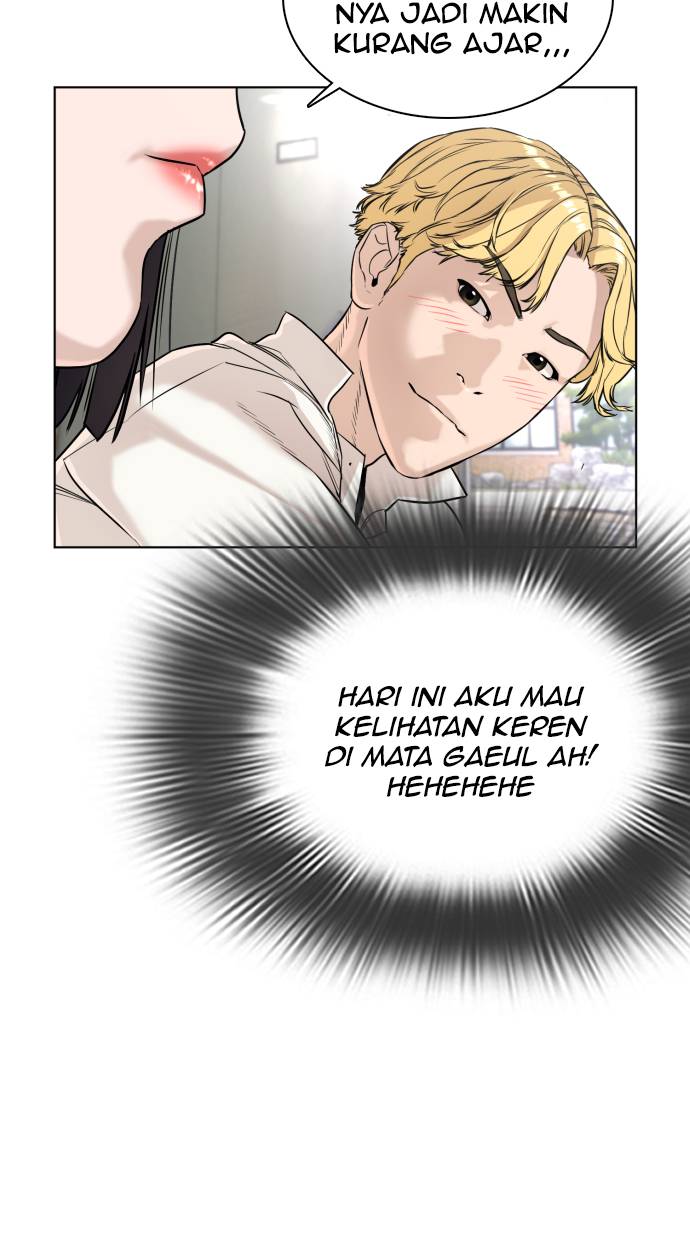 NYA JADI MAKIN
KURANG AJAR,,,
HARI INI AKU MAU
KELIHATAN KEREN
DI MATA GAEUL AH!
HEHEHEHE